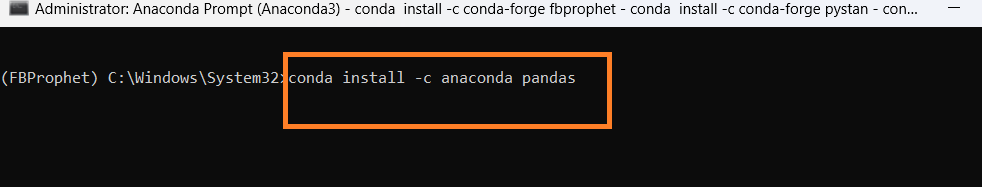 Administrator: Anaconda Prompt (Anaconda3) - conda  install -c conda-forge fbprophet - conda  install -c conda-forge pystan - con...
(FBProphet) C:\Windows\System32>conda install -c anaconda pandas